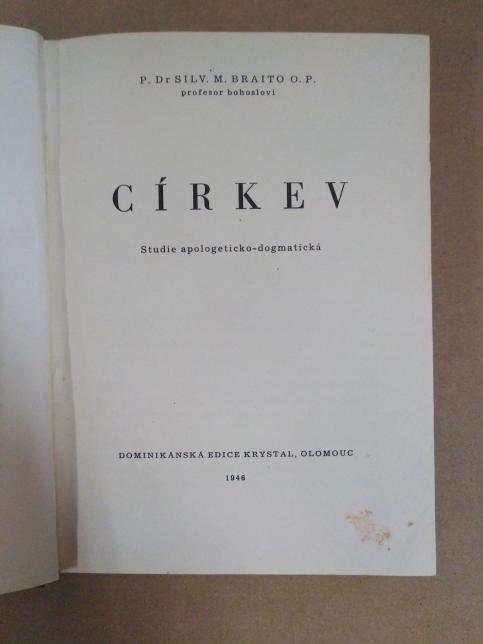 P. Dr SILV. M. BRAITO O. P.
profesor bohosloví
CÍRKEV
Studie apologeticko-dogmatická
DOMINIKÁNSKÁ EDICE KRYSTAL, OLOMOUC
1946